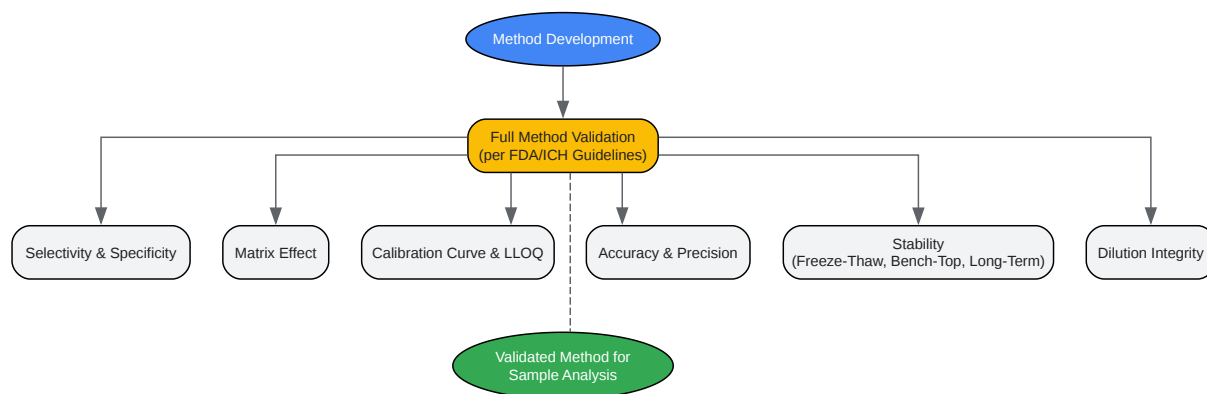 Method Development
Full Method Validation
(per FDA/ICH Guidelines)
Selectivity & Specificity
Matrix Effect
Calibration Curve & LLOQ
Accuracy & Precision
Stability
(Freeze-Thaw, Bench-Top, Long-Term)
Dilution Integrity
Validated Method for
Sample Analysis